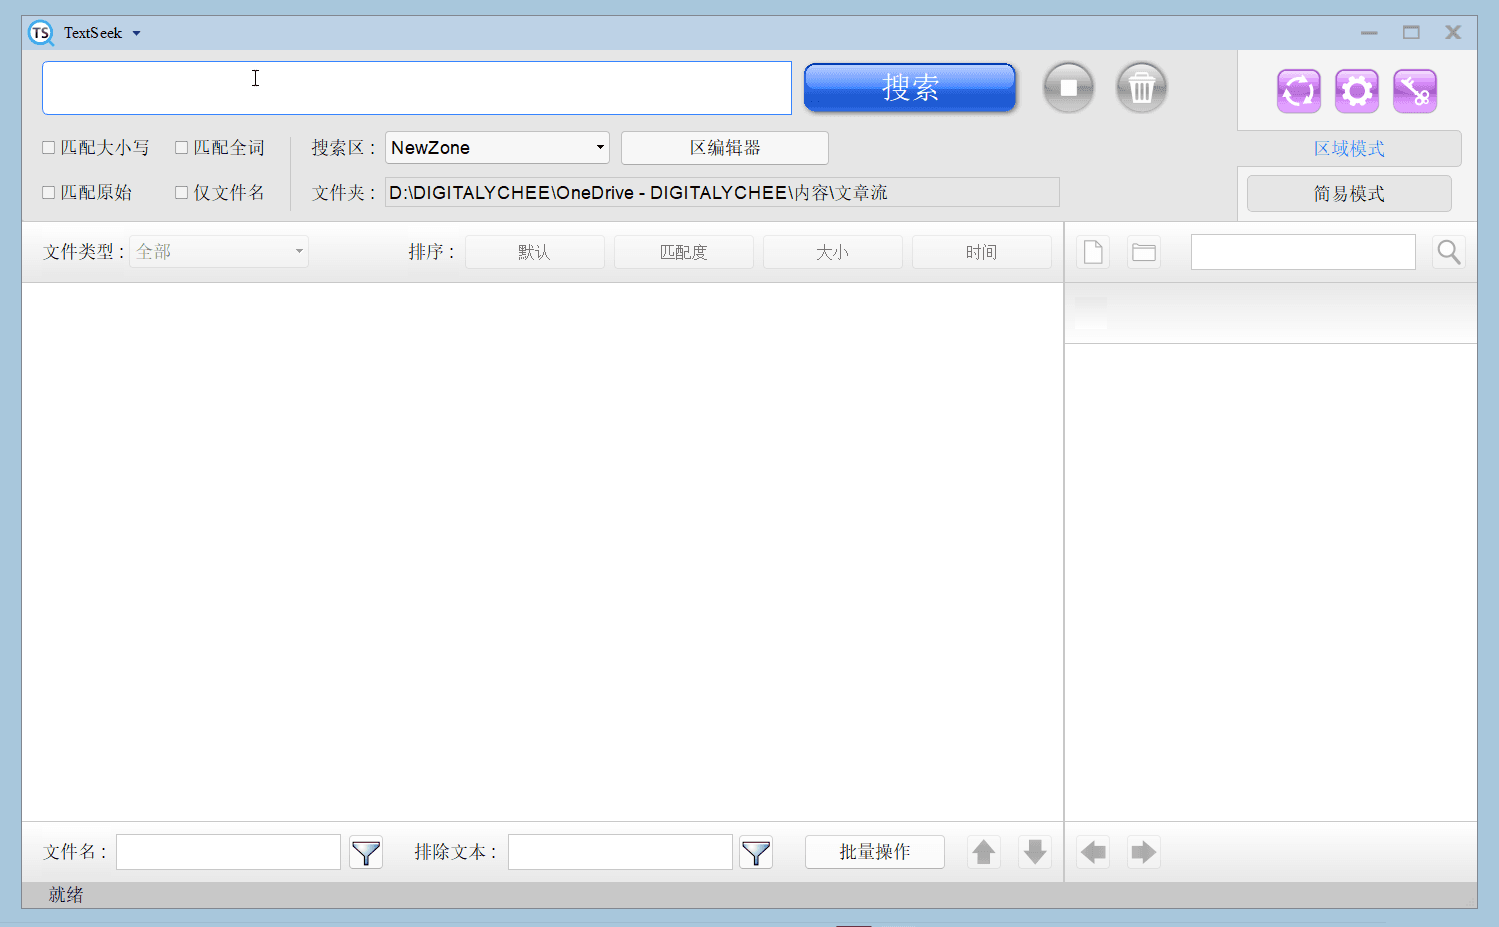 TS TextSeek
搜索
匹配大小写 匹配全词 搜索区： NewZone 区编辑器 区域模式
匹配原始 仅文件名 文件夹： D:\DIGITALYCHEE\OneDrive - DIGITALYCHEE\内容\文章流 简易模式
文件类型： 全部 排序： 默认 匹配度 大小 时间
文件名： 排除文本： 批量操作
就绪